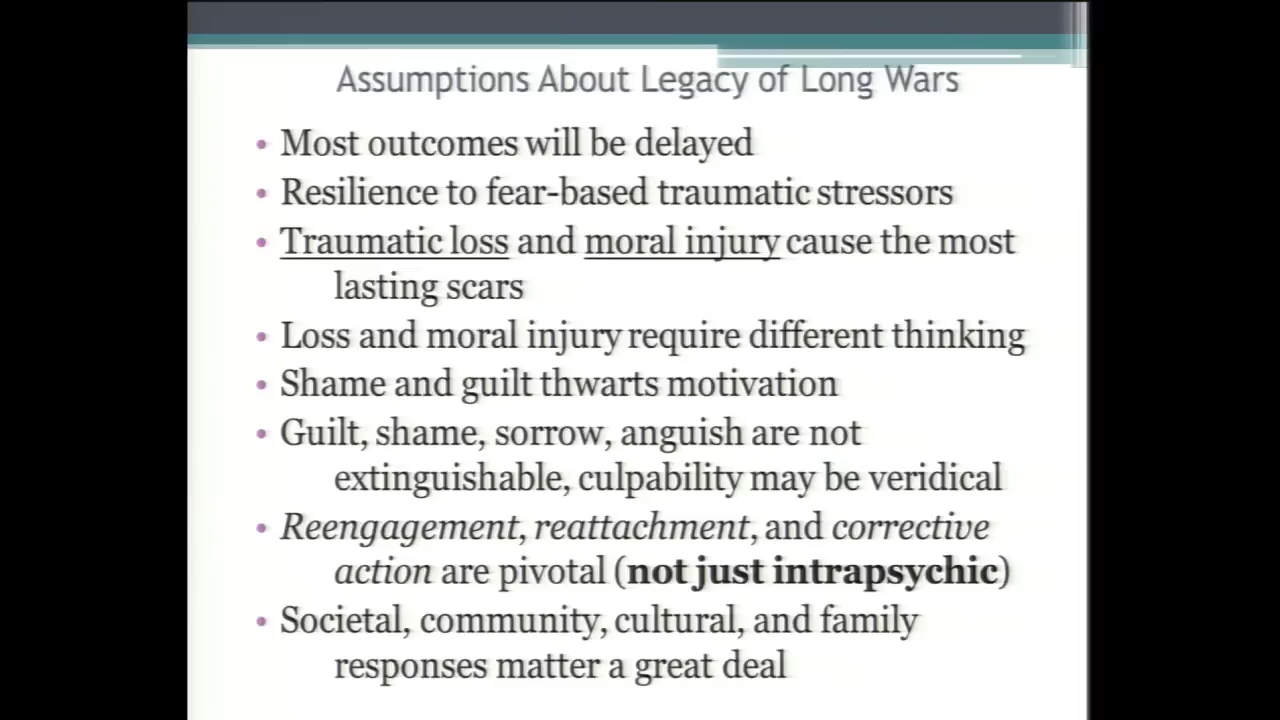 Assumptions About Legacy of Long Wars
• Most outcomes will be delayed
• Resilience to fear-based traumatic stressors
• Traumatic loss and moral injury cause the most
lasting scars
• Loss and moral injury require different thinking
• Shame and guilt thwarts motivation
• Guilt, shame, sorrow, anguish are not
extinguishable, culpability may be veridical
• Reengagement, reattachment, and corrective
action are pivotal (not just intrapsychic)
• Societal, community, cultural, and family
responses matter a great deal